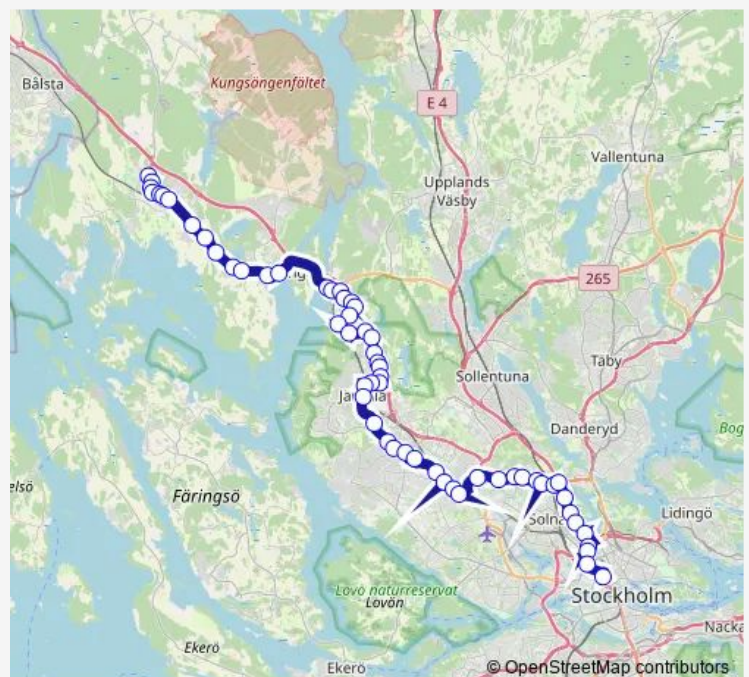 Bålsta
Kungsängenfältet
E 4
Vallentuna
Upplands
Väsby
265
Täby
Sollentuna
Danderyd
Färingsö
Solna
Lidingö
Lovö naturreservat
Lovön
Stockholm
Ekerö
Ekerö
Nacka
© OpenStreetMap contributors